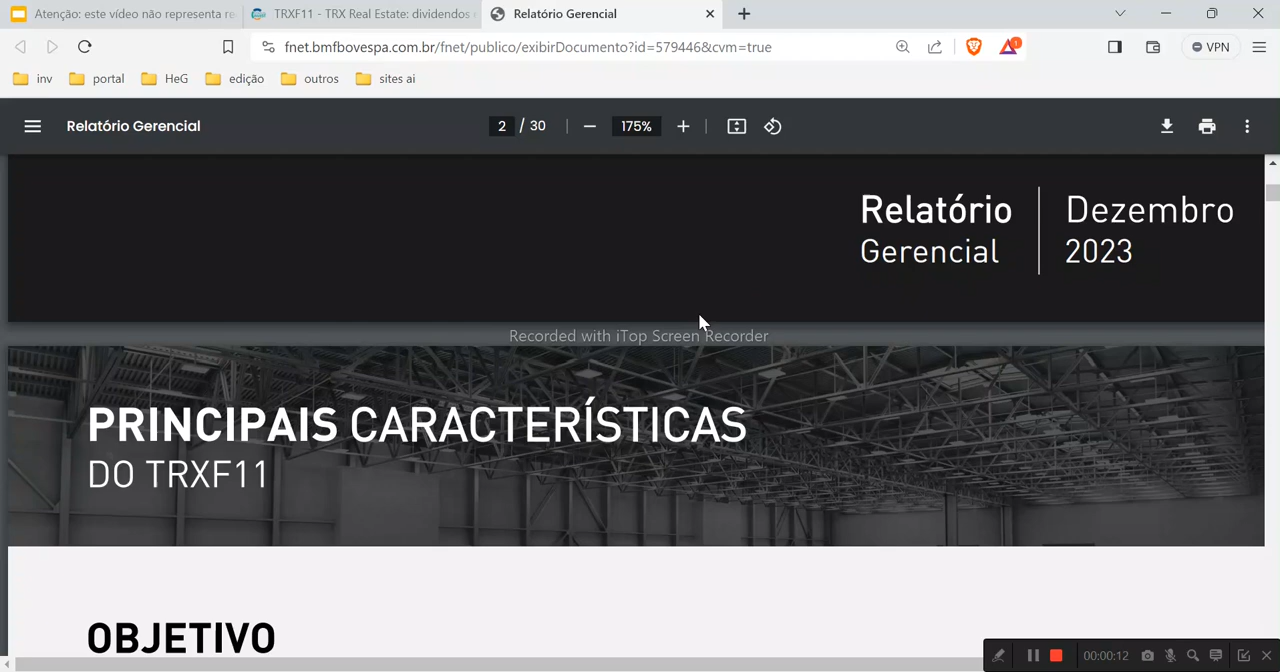 Atenção: este vídeo não representa re
TRXF11 - TRX Real Estate: dividendos
Relatório Gerencial
fnet.bmfbovespa.com.br/fnet/publico/exibirDocumento?id=579446&cvm=true
1
VPN
inv
portal
HeG
edição
outros
sites ai
Relatório Gerencial
2 / 30
175%
Relatório
Gerencial
Dezembro
2023
Recorded with iTop Screen Recorder
PRINCIPAIS CARACTERÍSTICAS
DO TRXF11
OBJETIVO
00:00:12